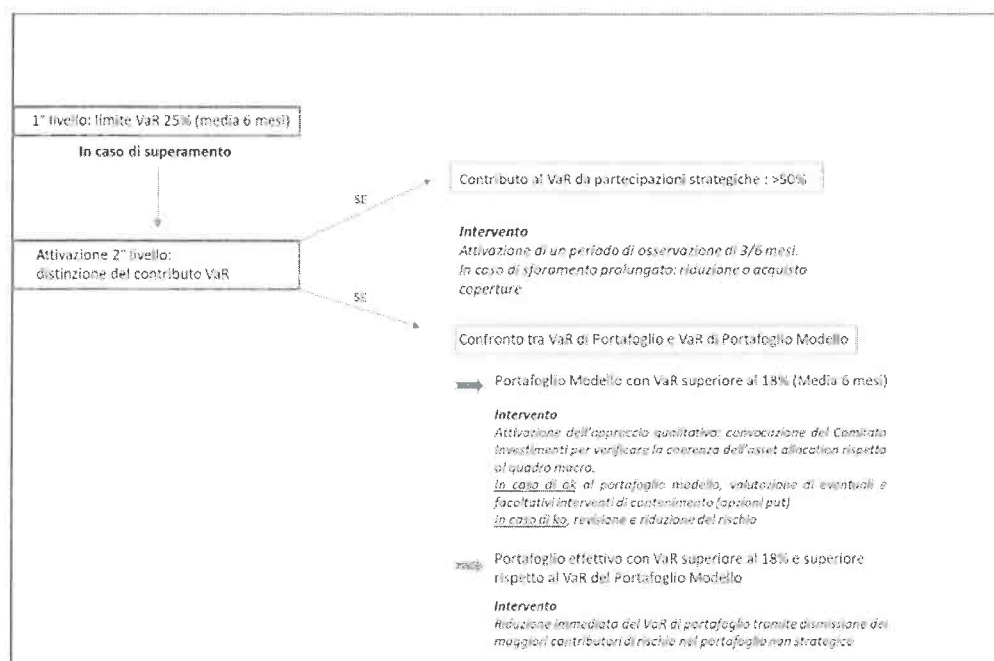 1° livello: limite VaR 25% (media 6 mesi)
In caso di superamento
SE
Contributo al VaR da partecipazioni strategiche : >50%
Intervento
Attivazione di un periodo di osservazione di 3/6 mesi.
In caso di sforamento prolungato: riduzione o acquisto
coperture
Attivazione 2° livello:
distinzione del contributo VaR
SE
Confronto tra VaR di Portafoglio e VaR di Portafoglio Modello
Portafoglio Modello con VaR superiore al 18% (Media 6 mesi)
Intervento
Attivazione dell'approccio qualitativo: convocazione del Comitato
Investimenti per verificare la coerenza dell'asset allocation rispetto
al quadro macro.
In caso di ok al portafoglio modello, valutazione di eventuali e
facoltativi interventi di contenimento (opzioni put)
In caso di ko, revisione e riduzione del rischio
Portafoglio effettivo con VaR superiore al 18% e superiore
rispetto al VaR del Portafoglio Modello
Intervento
Riduzione immediata del VaR di portafoglio tramite dismissione dei
maggiori contributori di rischio nel portafoglio non strategico